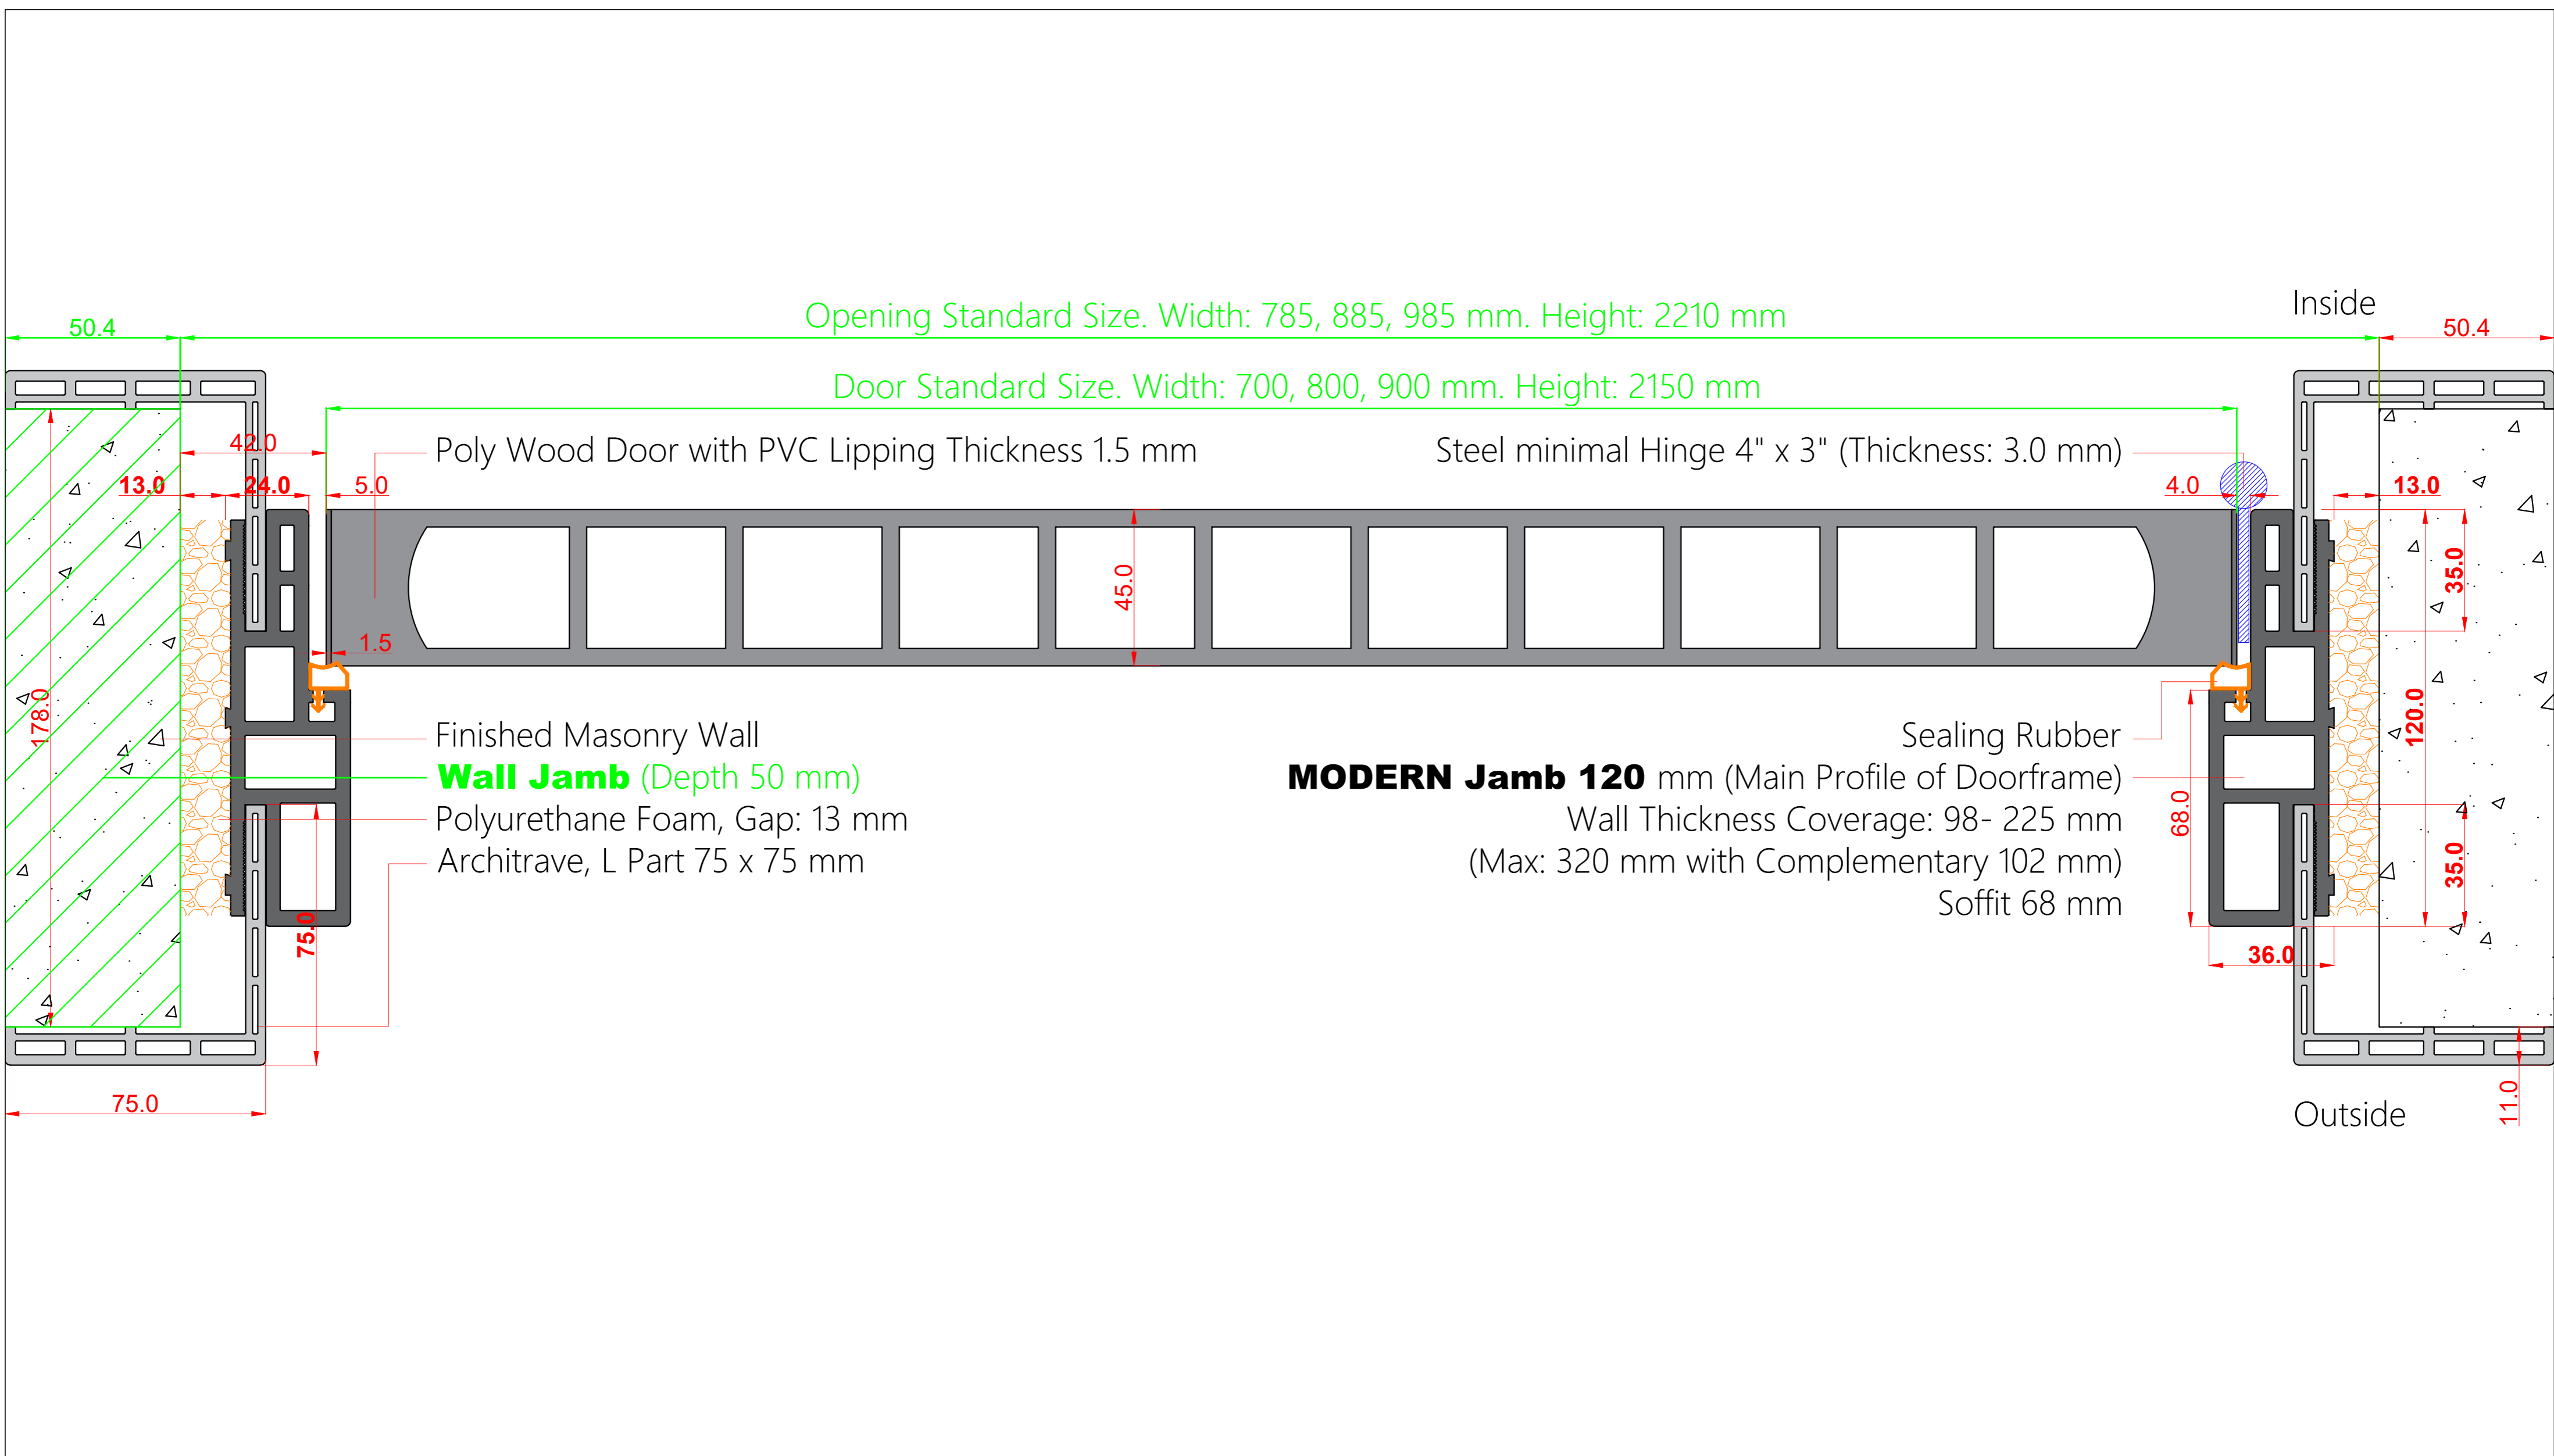 Inside
Opening Standard Size. Width: 785, 885, 985 mm. Height: 2210 mm
50.4
50.4
Door Standard Size. Width: 700, 800, 900 mm. Height: 2150 mm
42.0
Poly Wood Door with PVC Lipping Thickness 1.5 mm
Steel minimal Hinge 4" x 3" (Thickness: 3.0 mm)
13.0
24.0
5.0
4.0
13.0
45.0
35.0
1.5
178.0
120.0
Finished Masonry Wall
Wall Jamb (Depth 50 mm)
Polyurethane Foam, Gap: 13 mm
Architrave, L Part 75 x 75 mm
Sealing Rubber
MODERN Jamb 120 mm (Main Profile of Doorframe)
Wall Thickness Coverage: 98- 225 mm
(Max: 320 mm with Complementary 102 mm)
Soffit 68 mm
68.0
35.0
75.0
36.0
75.0
11.0
Outside